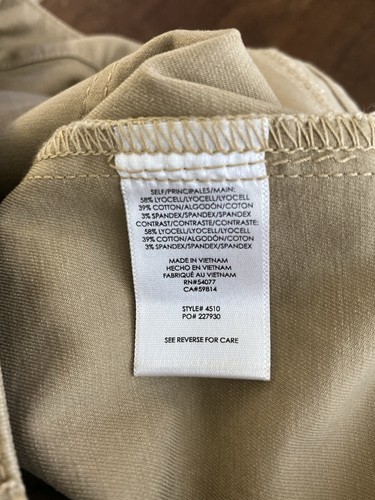 SELF/PRINCIPALES/MAIN:
58% LYOCELL/LYOCELL/LYOCELL
39% COTTON/ALGODÓN/COTON
3% SPANDEX/SPANDEX/SPANDEX
CONTRAST/CONTRASTE/CONTRASTE:
58% LYOCELL/LYOCELL/LYOCELL
39% COTTON/ALGODÓN/COTON
3% SPANDEX/SPANDEX/SPANDEX
MADE IN VIETNAM
HECHO EN VIETNAM
FABRIQUÉ AU VIETNAM
RN#54077
CA#59814
STYLE# 4510
PO# 227930
SEE REVERSE FOR CARE